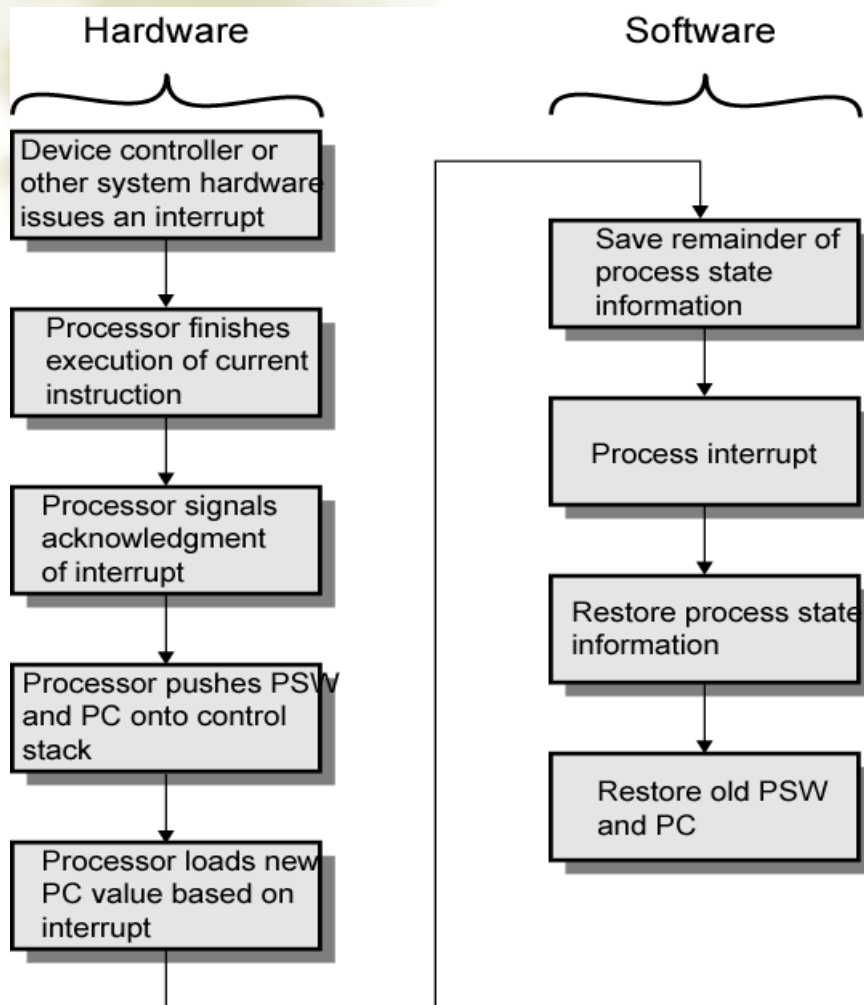 Hardware
Device controller or
other system hardware
issues an interrupt
Processor finishes
execution of current
instruction
Processor signals
acknowledgment
of interrupt
Processor pushes PSW
and PC onto control
stack
Processor loads new
PC value based on
interrupt
Software
Save remainder of
process state
information
Process interrupt
Restore process state
information
Restore old PSW
and PC